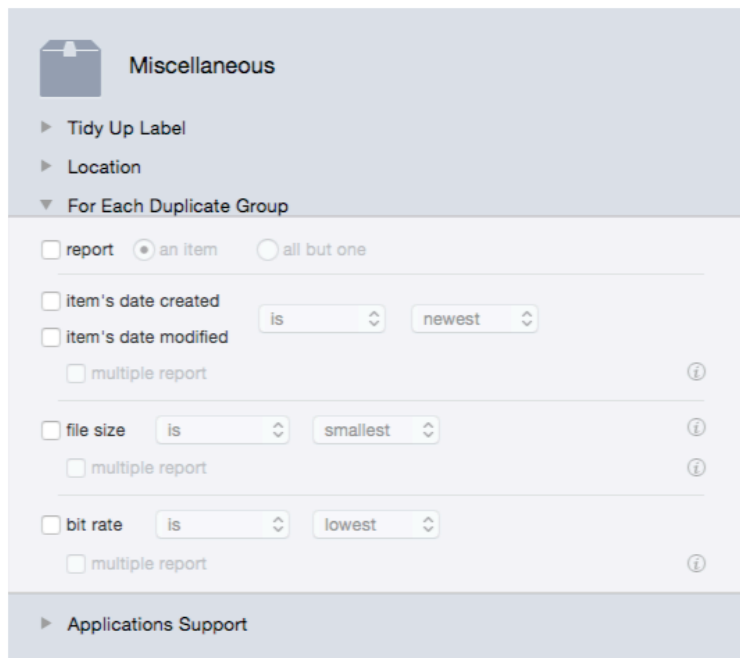 Miscellaneous
Tidy Up Label
Location
For Each Duplicate Group
report an item all but one
item's date created
is newest
item's date modified
multiple report
file size is smallest
multiple report
bit rate is lowest
multiple report
Applications Support